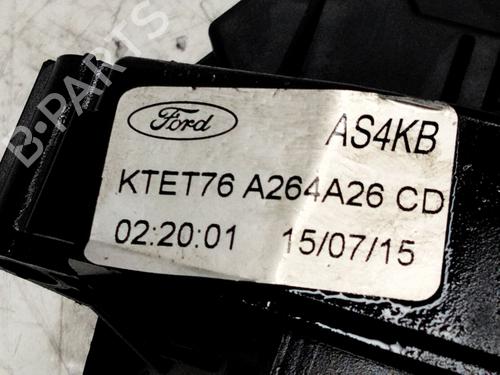 Ford AS4KB
KTET76 A264A26 CD
02:20:01 15/07/15
B-PARTS